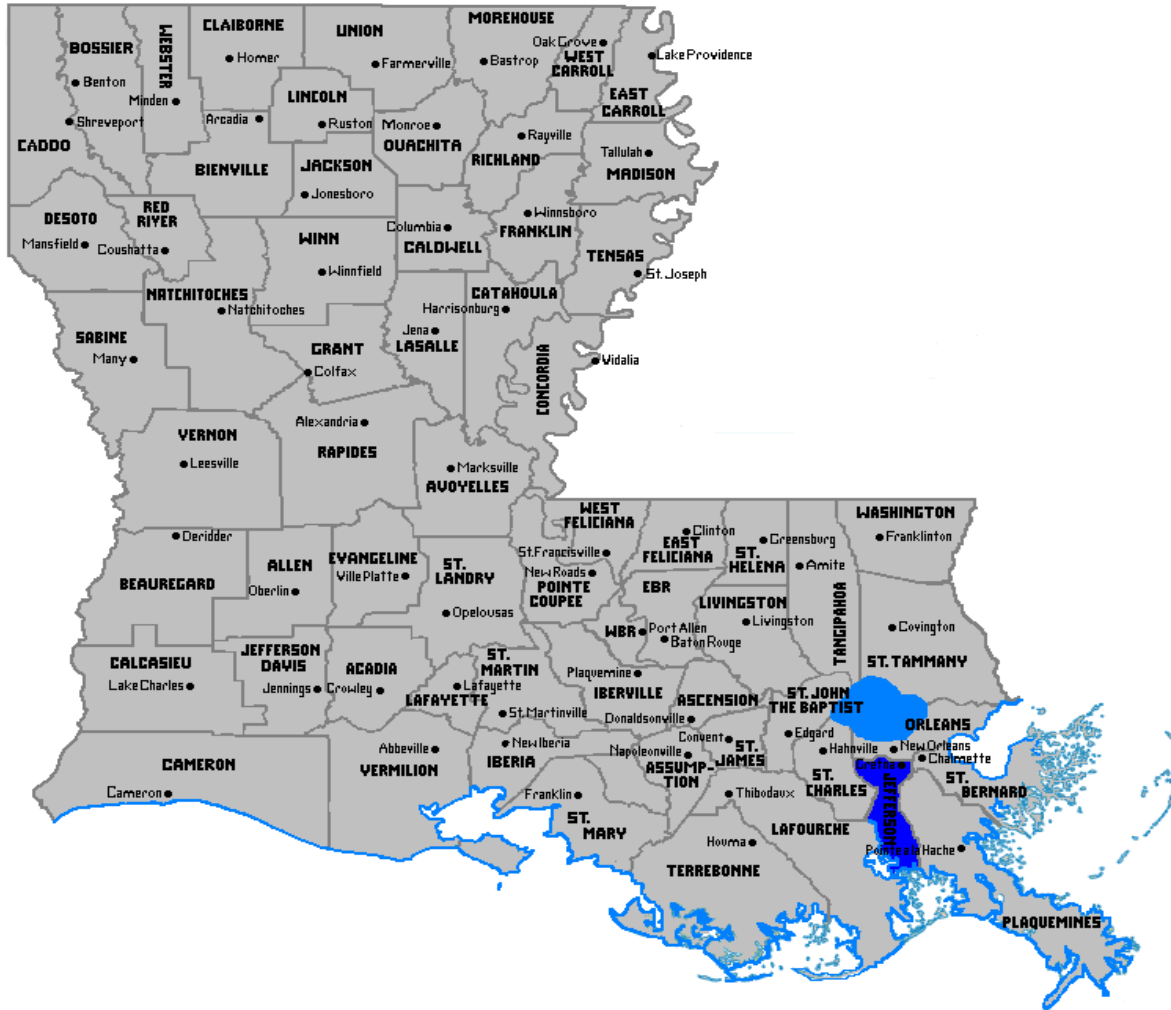 CLAIBORNE
UNION
MOREHOUSE
BOSSIER
WEBSTER
Oak Grove
WEST
CARROLL
Lake Providence
Homer
Farmerville
Bastrop
Benton
Minden
LINCOLN
EAST
CARROLL
Shreveport
Arcadia
Ruston
Monroe
OUACHITA
Rayville
RICHLAND
Tallulah
MADISON
CADDO
BIENVILLE
JACKSON
Jonesboro
DESOTO
RED
RIVER
Mansfield
Coushatta
WINN
Winnfield
Columbia
CALDWELL
Winnsboro
FRANKLIN
TENSAS
St. Joseph
NATCHITOCHES
Natchitoches
CATAHOULA
Harrisonburg
SABINE
Many
GRANT
Colfax
Jena
LASALLE
CONCORDIA
Vidalia
VERNON
Leesville
Alexandria
RAPIDES
Marksville
AVOYELLES
Deridder
BEAUREGARD
ALLEN
Oberlin
EVANGELINE
Ville Platte
ST.
LANDRY
Opelousas
WEST
FELICIANA
St. Francisville
New Roads
POINTE
COUPEE
Clinton
EAST
FELICIANA
Greensburg
ST.
HELENA
Amite
TANGIPAHOA
WASHINGTON
Franklinton
EBR
LIVINGSTON
Livingston
WBR
Port Allen
Baton Rouge
Covington
ST. TAMMANY
CALCASIEU
Lake Charles
JEFFERSON
DAVIS
Jennings
ACADIA
Crowley
LAFAYETTE
Lafayette
ST.
MARTIN
St. Martinville
Plaquemine
IBERVILLE
ASCENSION
Donaldsonville
ST. JOHN
THE BAPTIST
Edgard
ORLEANS
New Orleans
Chalmette
Hahnville
Gretna
Convent
ST.
JAMES
Napoleonville
ASSUMP-
TION
ST.
CHARLES
JEFFERSON
ST.
BERNARD
CAMERON
Cameron
Abbeville
VERMILION
New Iberia
IBERIA
Franklin
ST.
MARY
Thibodaux
LAFOURCHE
Houma
TERREBONNE
Pointe a la Hache
PLAQUEMINES